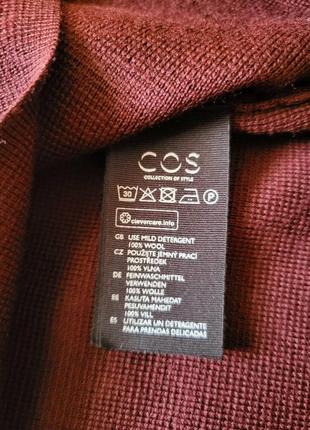 COS
COLLECTION OF STYLE
30 P
clevercare.info
GB USE MILD DETERGENT
100% WOOL
CZ POUŽIJTE JEMNÝ PRACÍ
PROSTŘEDEK
100% VLNA
DE FEINWASCHMITTEL
VERWENDEN
100% WOLLE
EE KASUTA MAHEDAT
PESUVAHENDIT
100% VILL
ES UTILIZAR UN DETERGENTE
PARA PRENDAS DELICADAS